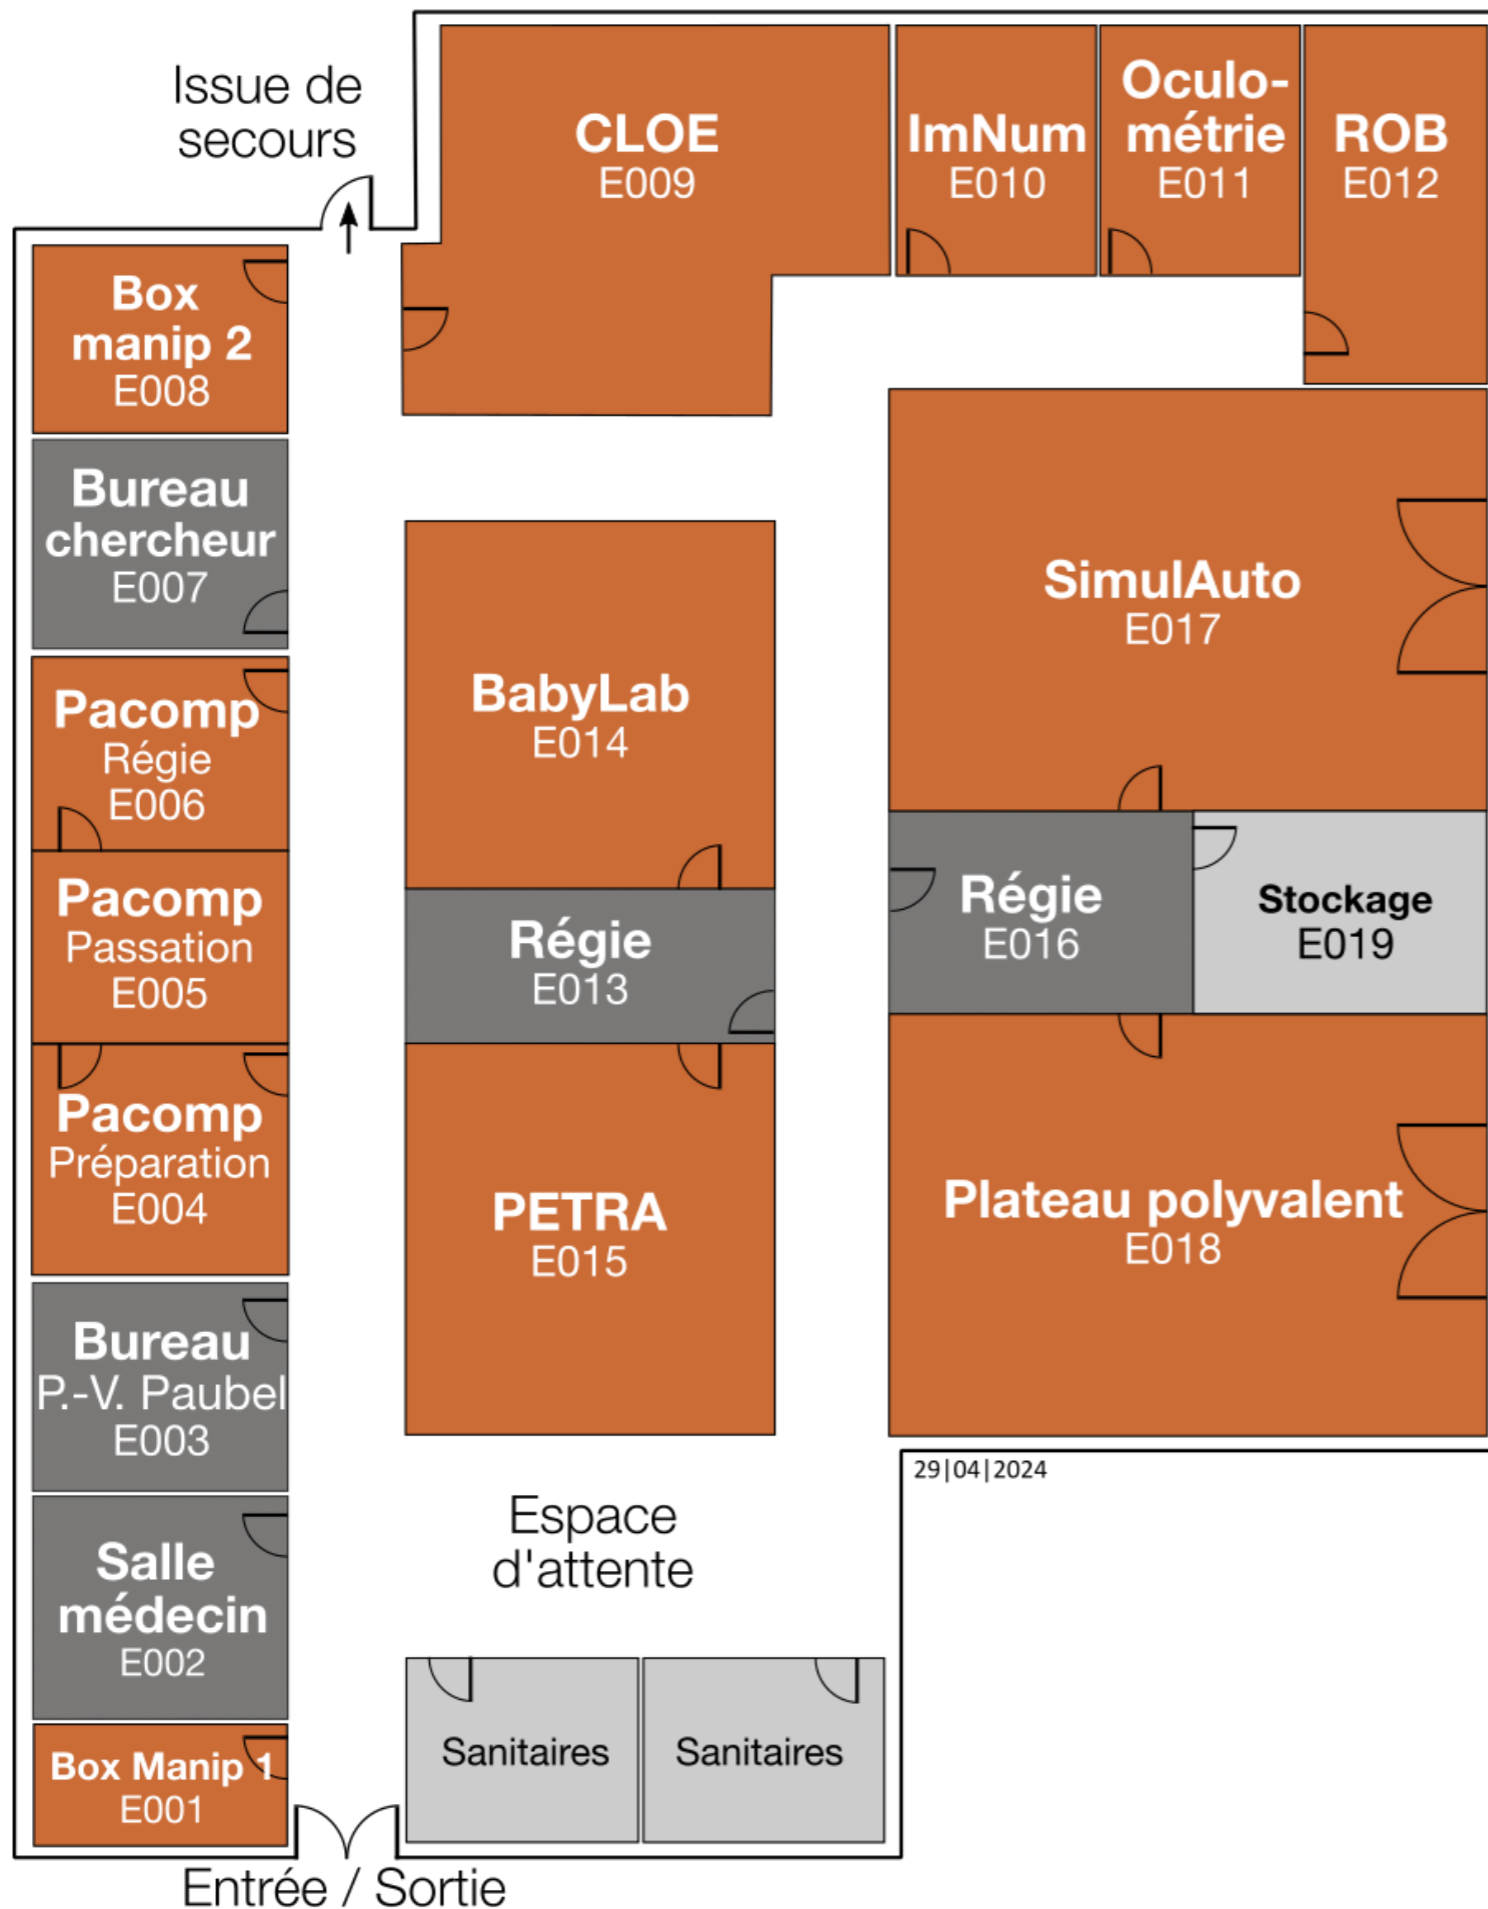 Issue de
secours
CLOE
E009
ImNum
E010
Oculo-
métrie
E011
ROB
E012
Box
manip 2
E008
Bureau
chercheur
E007
Pacomp
Régie
E006
Pacomp
Passation
E005
Pacomp
Préparation
E004
Bureau
P.-V. Paubel
E003
Salle
médecin
E002
Box Manip 1
E001
BabyLab
E014
Régie
E013
PETRA
E015
SimulAuto
E017
Régie
E016
Stockage
E019
Plateau polyvalent
E018
29|04|2024
Espace
d'attente
Sanitaires
Sanitaires
Entrée / Sortie